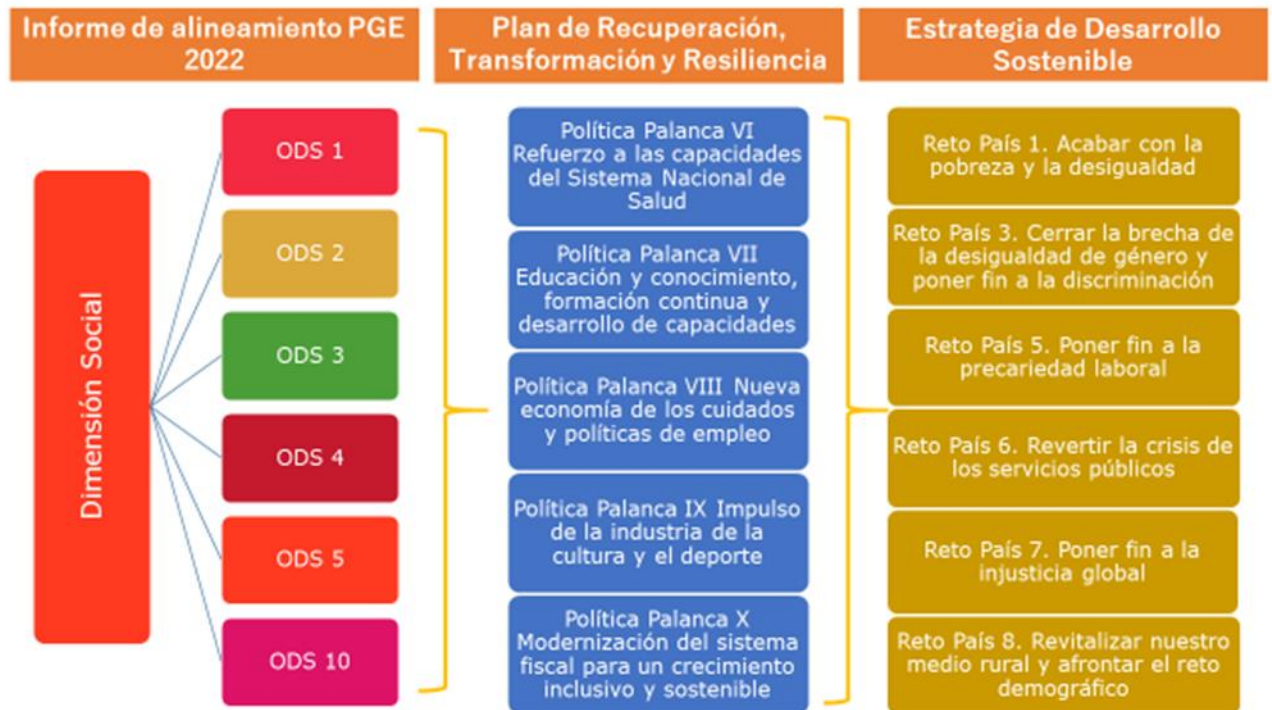 Informe de alineamiento PGE
2022
Plan de Recuperación,
Transformación y Resiliencia
Estrategia de Desarrollo
Sostenible
Dimensión Social
ODS 1
ODS 2
ODS 3
ODS 4
ODS 5
ODS 10
Política Palanca VI
Refuerzo a las capacidades
del Sistema Nacional de
Salud
Política Palanca VII
Educación y conocimiento,
formación continua y
desarrollo de capacidades
Política Palanca VIII Nueva
economía de los cuidados
y políticas de empleo
Política Palanca IX Impulso
de la industria de la
cultura y el deporte
Política Palanca X
Modernización del sistema
fiscal para un crecimiento
inclusivo y sostenible
Reto País 1. Acabar con la
pobreza y la desigualdad
Reto País 3. Cerrar la brecha de
la desigualdad de género y
poner fin a la discriminación
Reto País 5. Poner fin a la
precariedad laboral
Reto País 6. Revertir la crisis de
los servicios públicos
Reto País 7. Poner fin a la
injusticia global
Reto País 8. Revitalizar nuestro
medio rural y afrontar el reto
demográfico